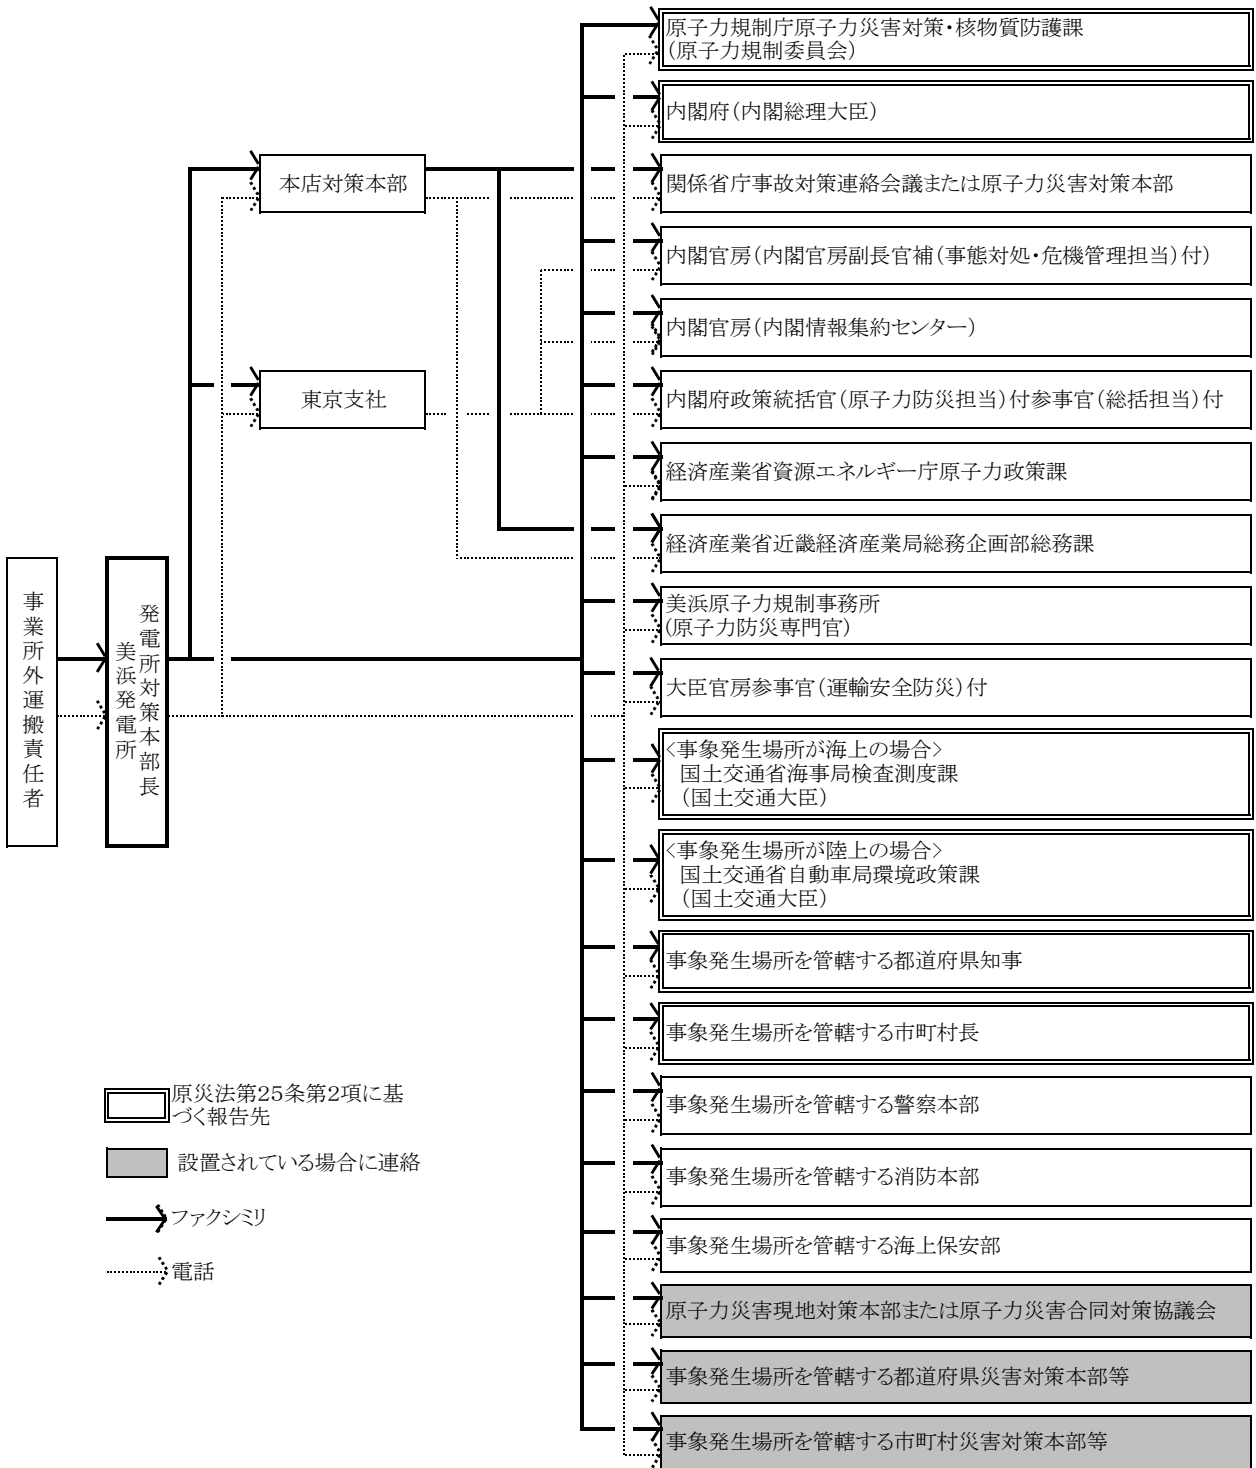 原子力規制庁原子力災害対策・核物質防護課
(原子力規制委員会)
内閣府(内閣総理大臣)
本店対策本部
関係省庁事故対策連絡会議または原子力災害対策本部
内閣官房(内閣官房副長官補(事態対処・危機管理担当)付)
内閣官房(内閣情報集約センター)
東京支社
内閣府政策統括官(原子力防災担当)付参事官(総括担当)付
経済産業省資源エネルギー庁原子力政策課
経済産業省近畿経済産業局総務企画部総務課
事業所外運搬責任者
発電所対策本部長
美浜発電所
美浜原子力規制事務所
(原子力防災専門官)
大臣官房参事官(運輸安全防災)付
<事象発生場所が海上の場合>
国土交通省海事局検査測度課
(国土交通大臣)
<事象発生場所が陸上の場合>
国土交通省自動車局環境政策課
(国土交通大臣)
事象発生場所を管轄する都道府県知事
事象発生場所を管轄する市町村長
事象発生場所を管轄する警察本部
事象発生場所を管轄する消防本部
事象発生場所を管轄する海上保安部
原子力災害現地対策本部または原子力災害合同対策協議会
事象発生場所を管轄する都道府県災害対策本部等
事象発生場所を管轄する市町村災害対策本部等
原災法第25条第2項に基
づく報告先
設置されている場合に連絡
ファクシミリ
電話